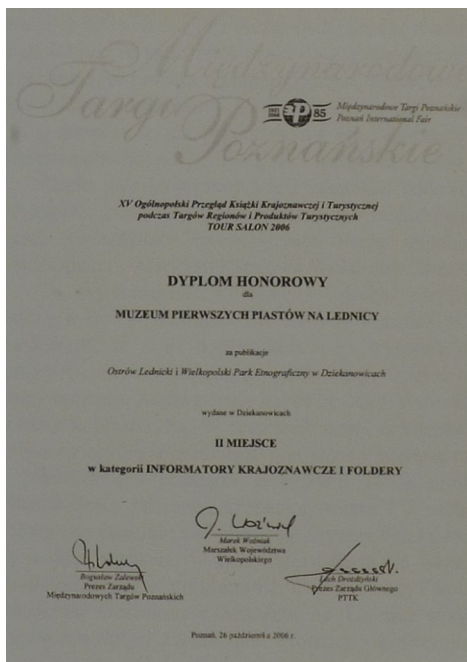 Międzynarodowe
Targi
Poznańskie
1921
2006
85
Międzynarodowe Targi Poznańskie
Poznań International Fair
XV Ogólnopolski Przegląd Książki Krajoznawczej i Turystycznej
podczas Targów Regionów i Produktów Turystycznych
TOUR SALON 2006
DYPLOM HONOROWY
dla
MUZEUM PIERWSZYCH PIASTÓW NA LEDNICY
za publikacje
Ostrów Lednicki i Wielkopolski Park Etnograficzny w Dziekanowicach
wydane w Dziekanowicach
II MIEJSCE
w kategorii INFORMATORY KRAJOZNAWCZE I FOLDERY
Marek Woźniak
Marszałek Województwa
Wielkopolskiego
Bogusław Zalewski
Prezes Zarządu
Międzynarodowych Targów Poznańskich
Lech Drożdżyński
Prezes Zarządu Głównego
PTTK
Poznań, 26 października 2006 r.